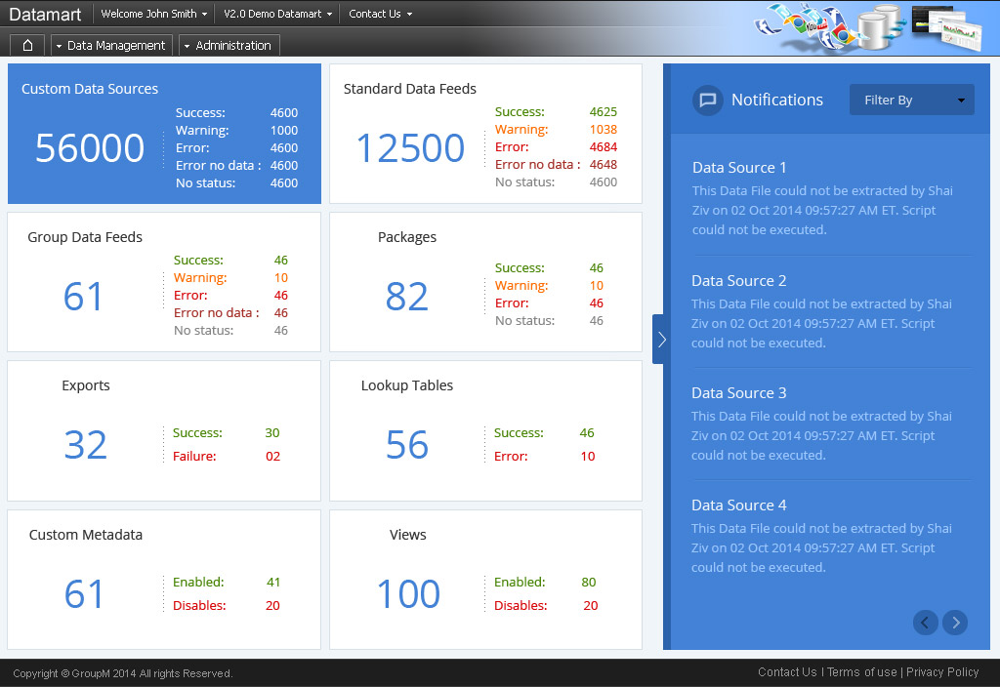 Datamart
Welcome John Smith
V2.0 Demo Datamart
Contact Us
Data Management
Administration
Custom Data Sources
56000
Success: 4600
Warning: 1000
Error: 4600
Error no data : 4600
No status: 4600
Standard Data Feeds
12500
Success: 4625
Warning: 1038
Error: 4684
Error no data : 4648
No status: 4600
Group Data Feeds
61
Success: 46
Warning: 10
Error: 46
Error no data : 46
No status: 46
Packages
82
Success: 46
Warning: 10
Error: 46
No status: 46
Exports
32
Success: 30
Failure: 02
Lookup Tables
56
Success: 46
Error: 10
Custom Metadata
61
Enabled: 41
Disables: 20
Views
100
Enabled: 80
Disables: 20
Notifications
Filter By
Data Source 1
This Data File could not be extracted by Shai
Ziv on 02 Oct 2014 09:57:27 AM ET. Script
could not be executed.
Data Source 2
This Data File could not be extracted by Shai
Ziv on 02 Oct 2014 09:57:27 AM ET. Script
could not be executed.
Data Source 3
This Data File could not be extracted by Shai
Ziv on 02 Oct 2014 09:57:27 AM ET. Script
could not be executed.
Data Source 4
This Data File could not be extracted by Shai
Ziv on 02 Oct 2014 09:57:27 AM ET. Script
could not be executed.
Copyright © GroupM 2014 All rights Reserved.
Contact Us | Terms of use | Privacy Policy